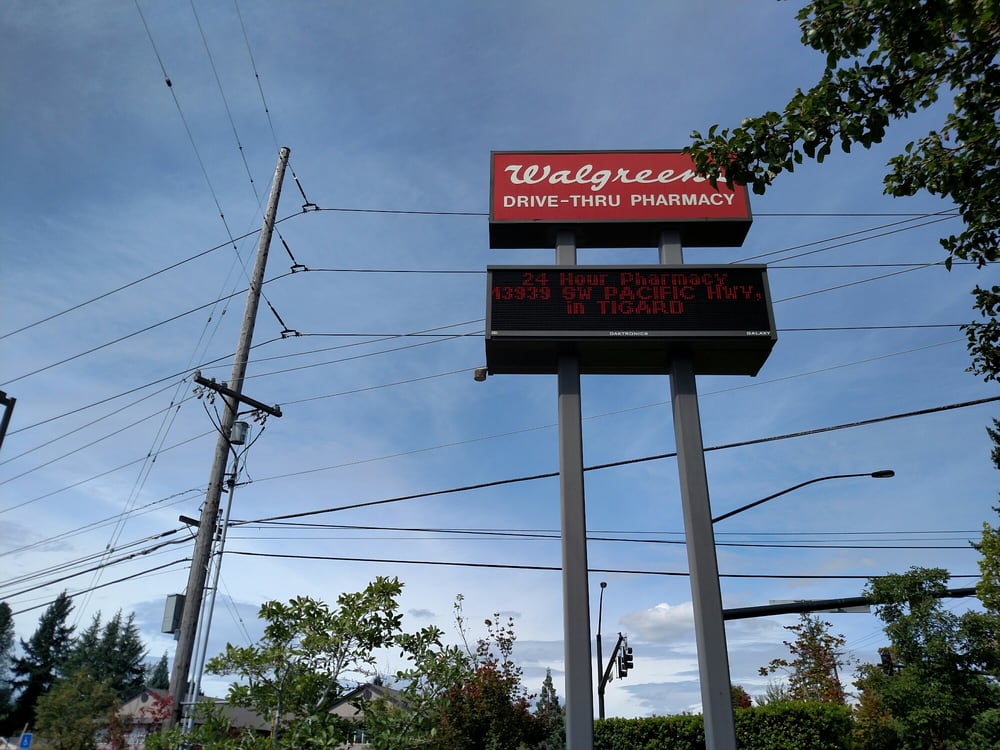 Walgreens
DRIVE-THRU PHARMACY
24 Hour Pharmacy
13939 SW PACIFIC HWY,
in TIGARD
DAKTRONICS
GALAXY